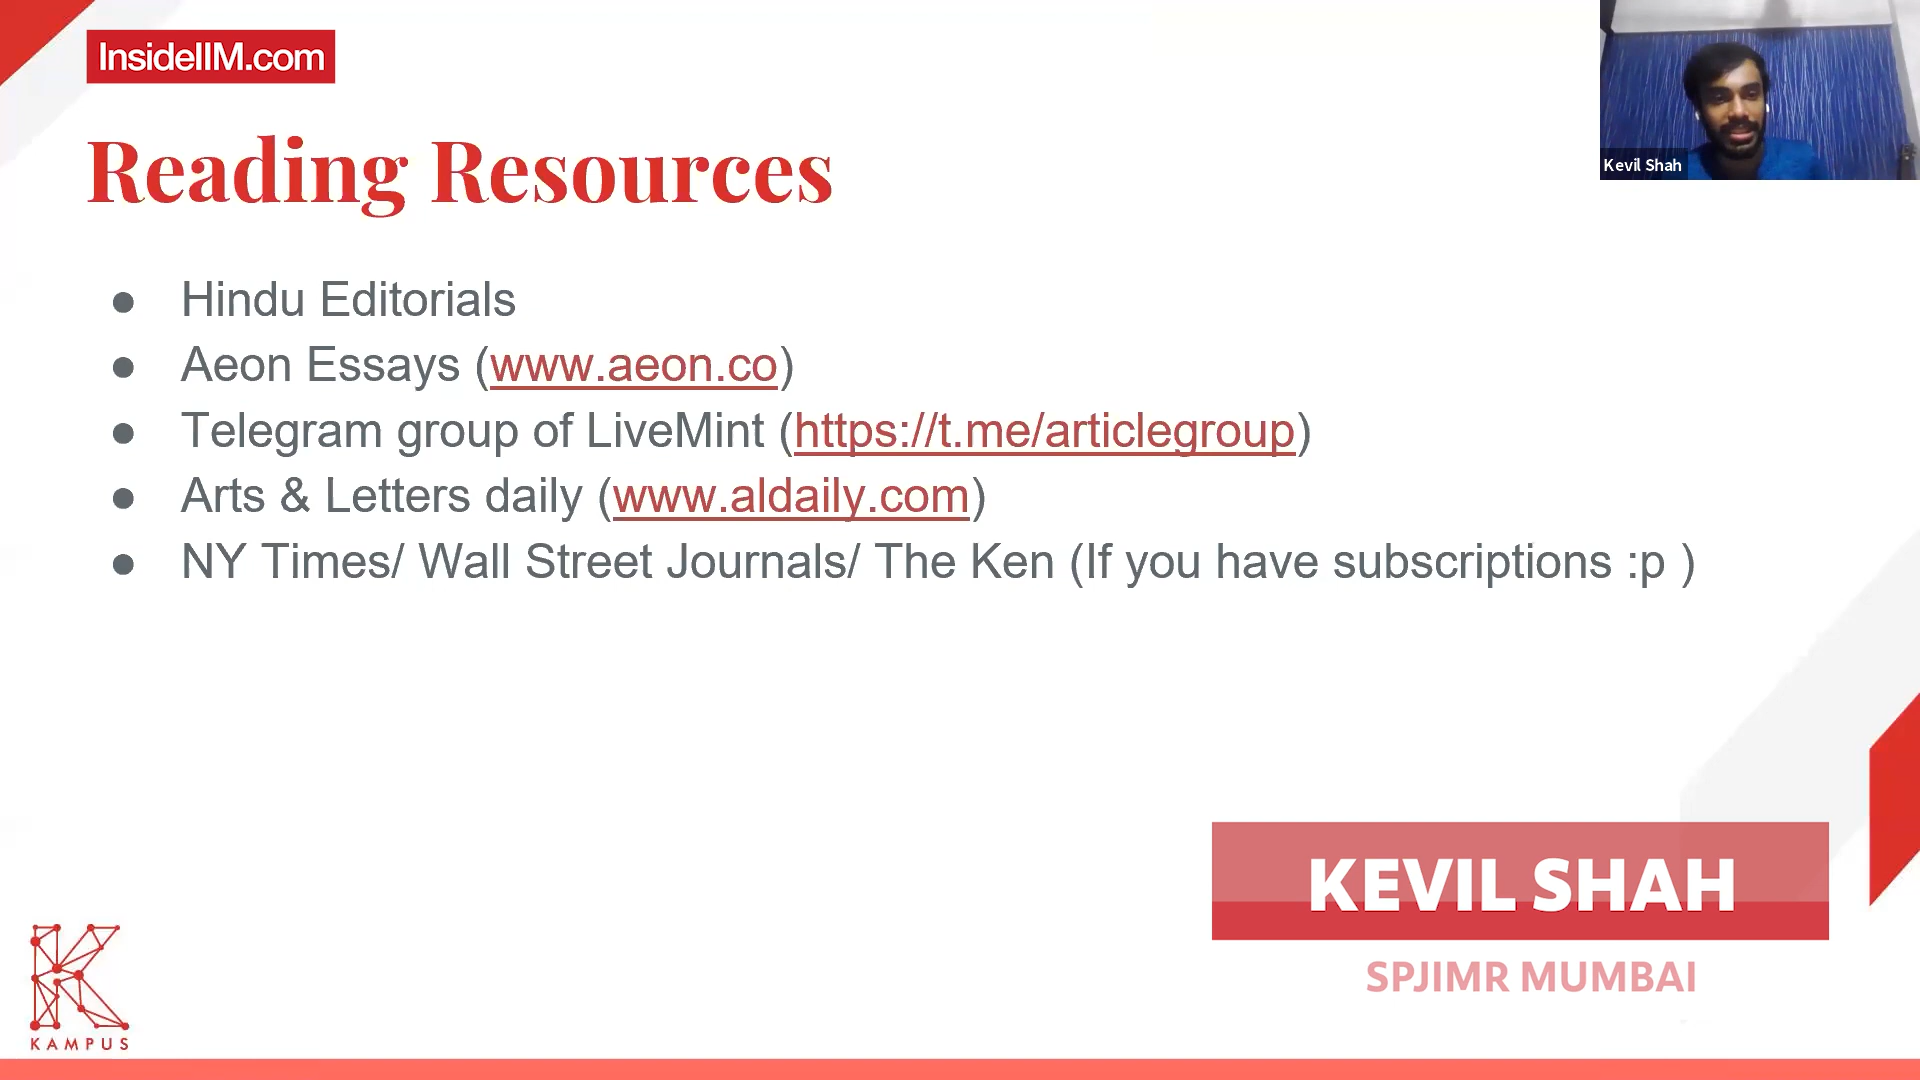 InsideIIM.com
Kevil Shah
Reading Resources
● Hindu Editorials
● Aeon Essays (www.aeon.co)
● Telegram group of LiveMint (https://t.me/articlegroup)
● Arts & Letters daily (www.aldaily.com)
● NY Times/ Wall Street Journals/ The Ken (If you have subscriptions :p )
KEVIL SHAH
SPJIMR MUMBAI
KAMPUS